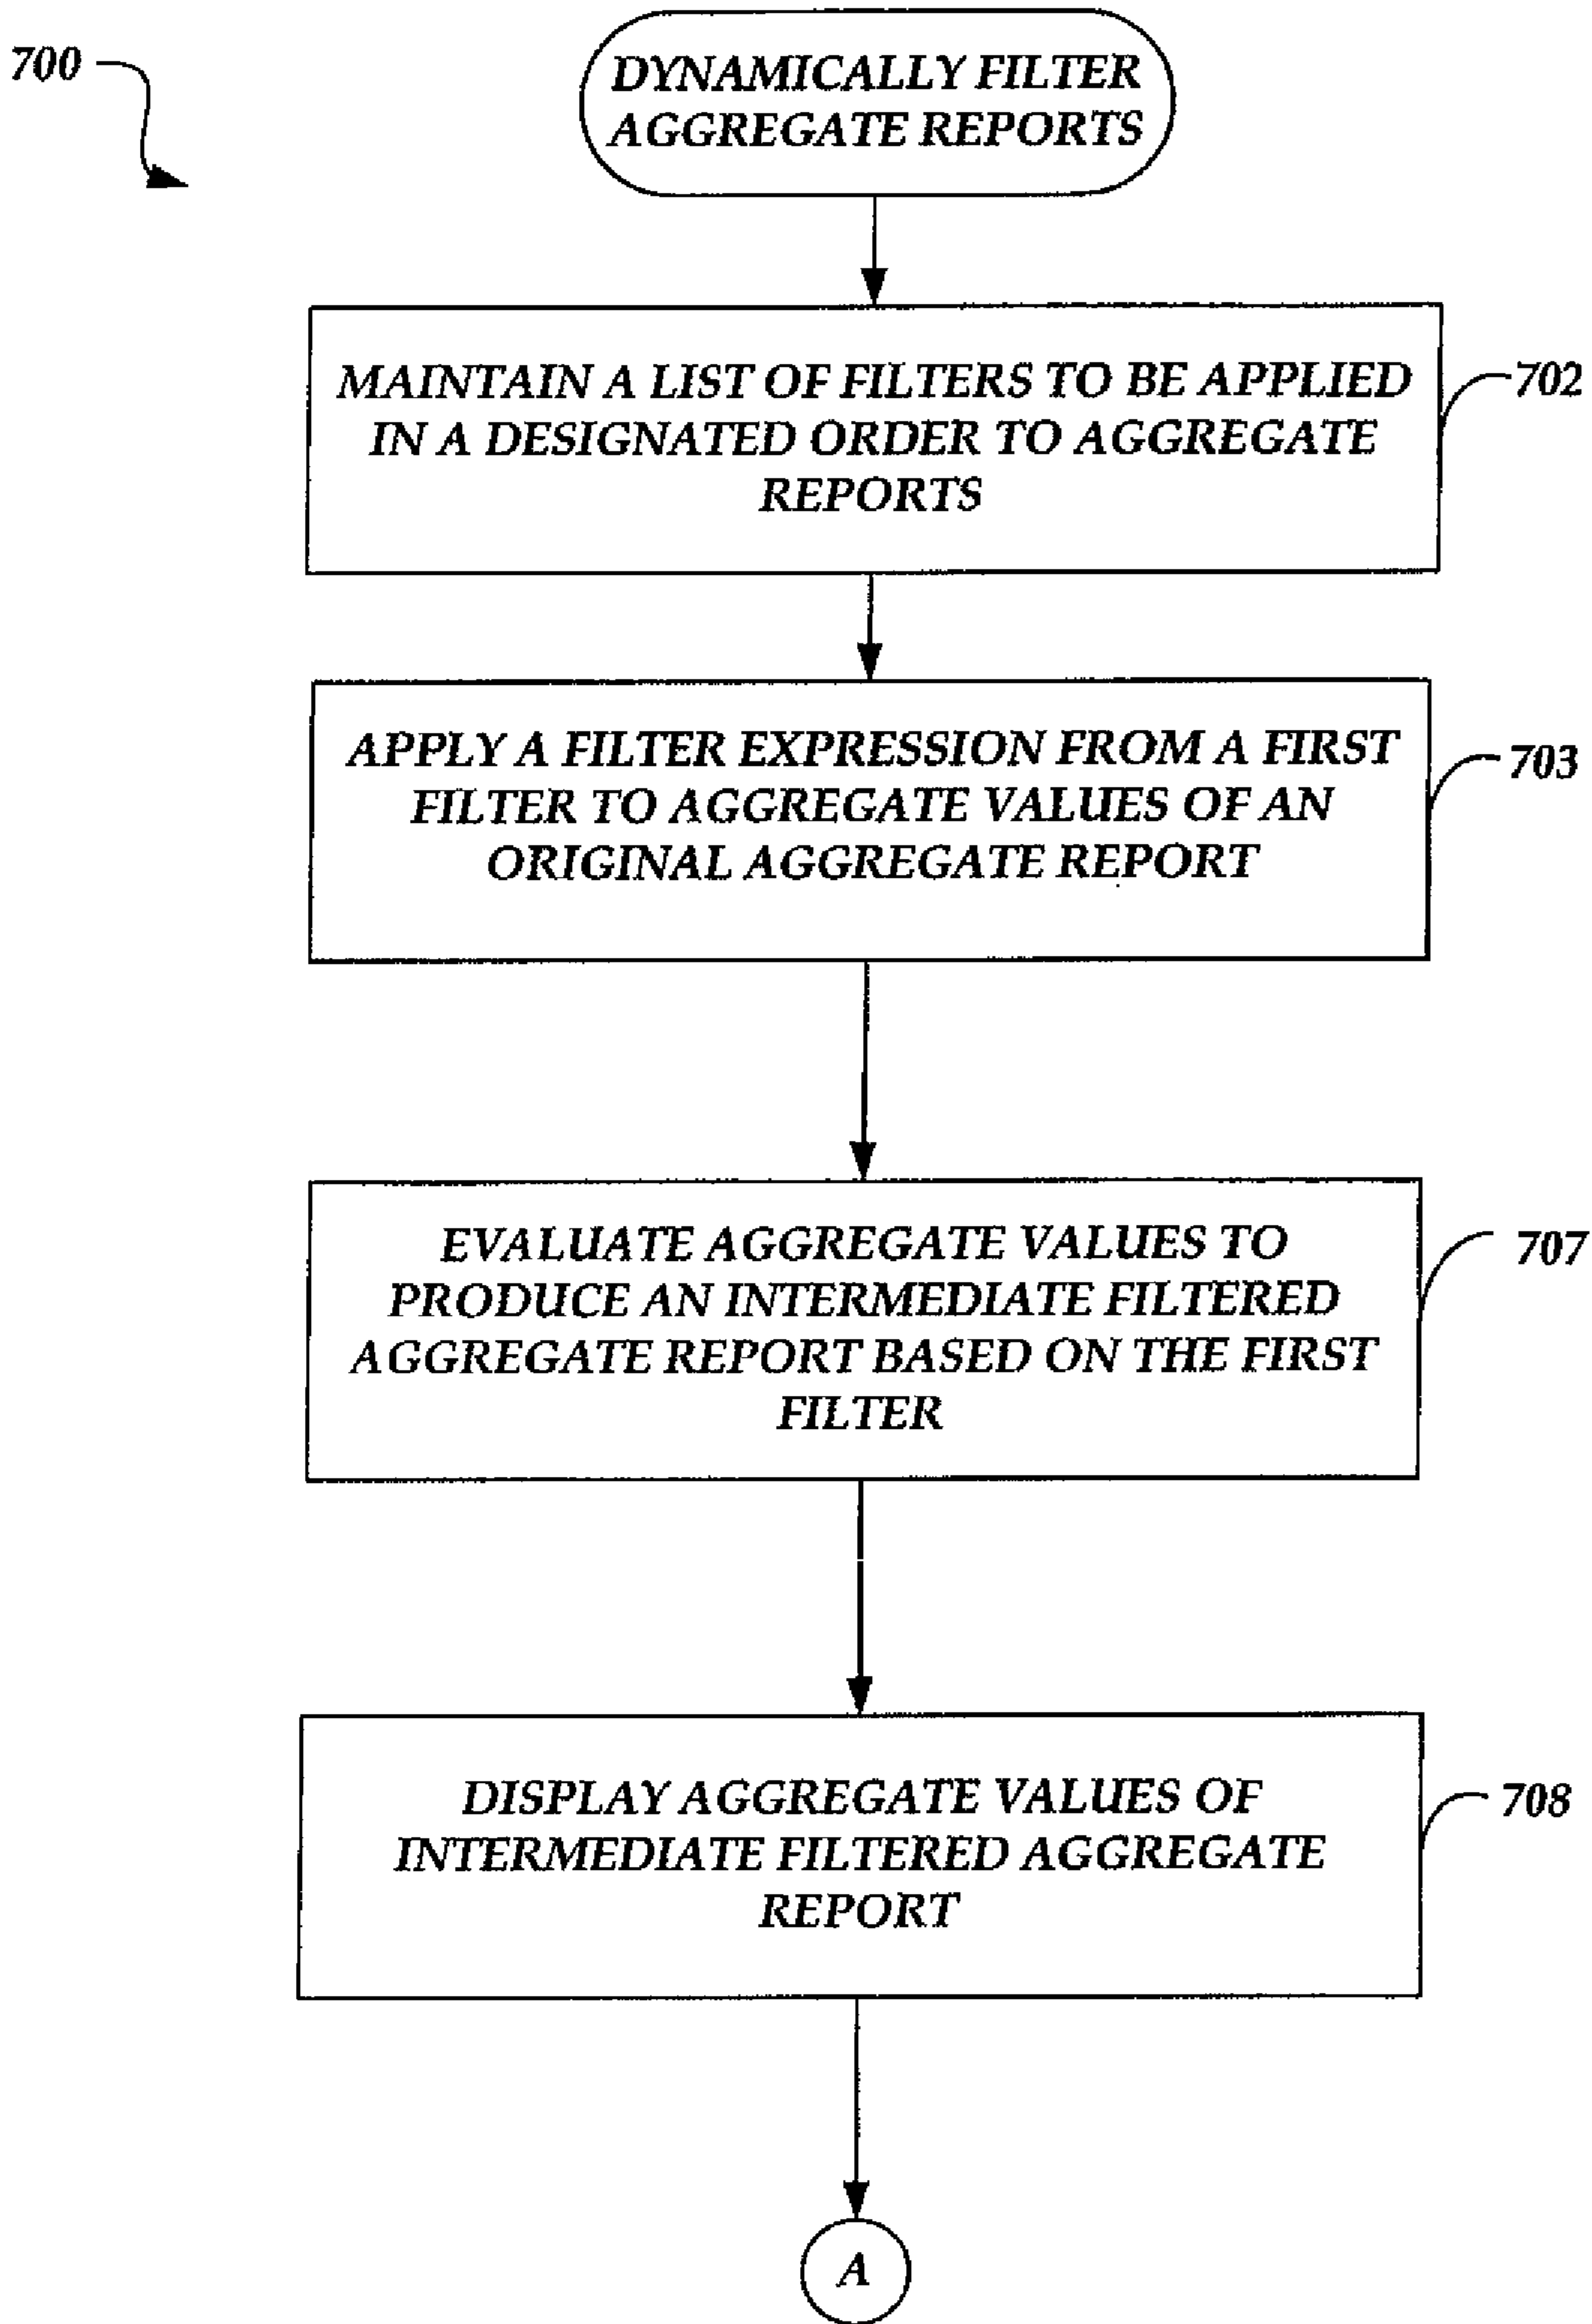 700
DYNAMICALLY FILTER
AGGREGATE REPORTS
MAINTAIN A LIST OF FILTERS TO BE APPLIED
IN A DESIGNATED ORDER TO AGGREGATE
REPORTS
702
APPLY A FILTER EXPRESSION FROM A FIRST
FILTER TO AGGREGATE VALUES OF AN
ORIGINAL AGGREGATE REPORT
703
EVALUATE AGGREGATE VALUES TO
PRODUCE AN INTERMEDIATE FILTERED
AGGREGATE REPORT BASED ON THE FIRST
FILTER
707
DISPLAY AGGREGATE VALUES OF
INTERMEDIATE FILTERED AGGREGATE
REPORT
708
A